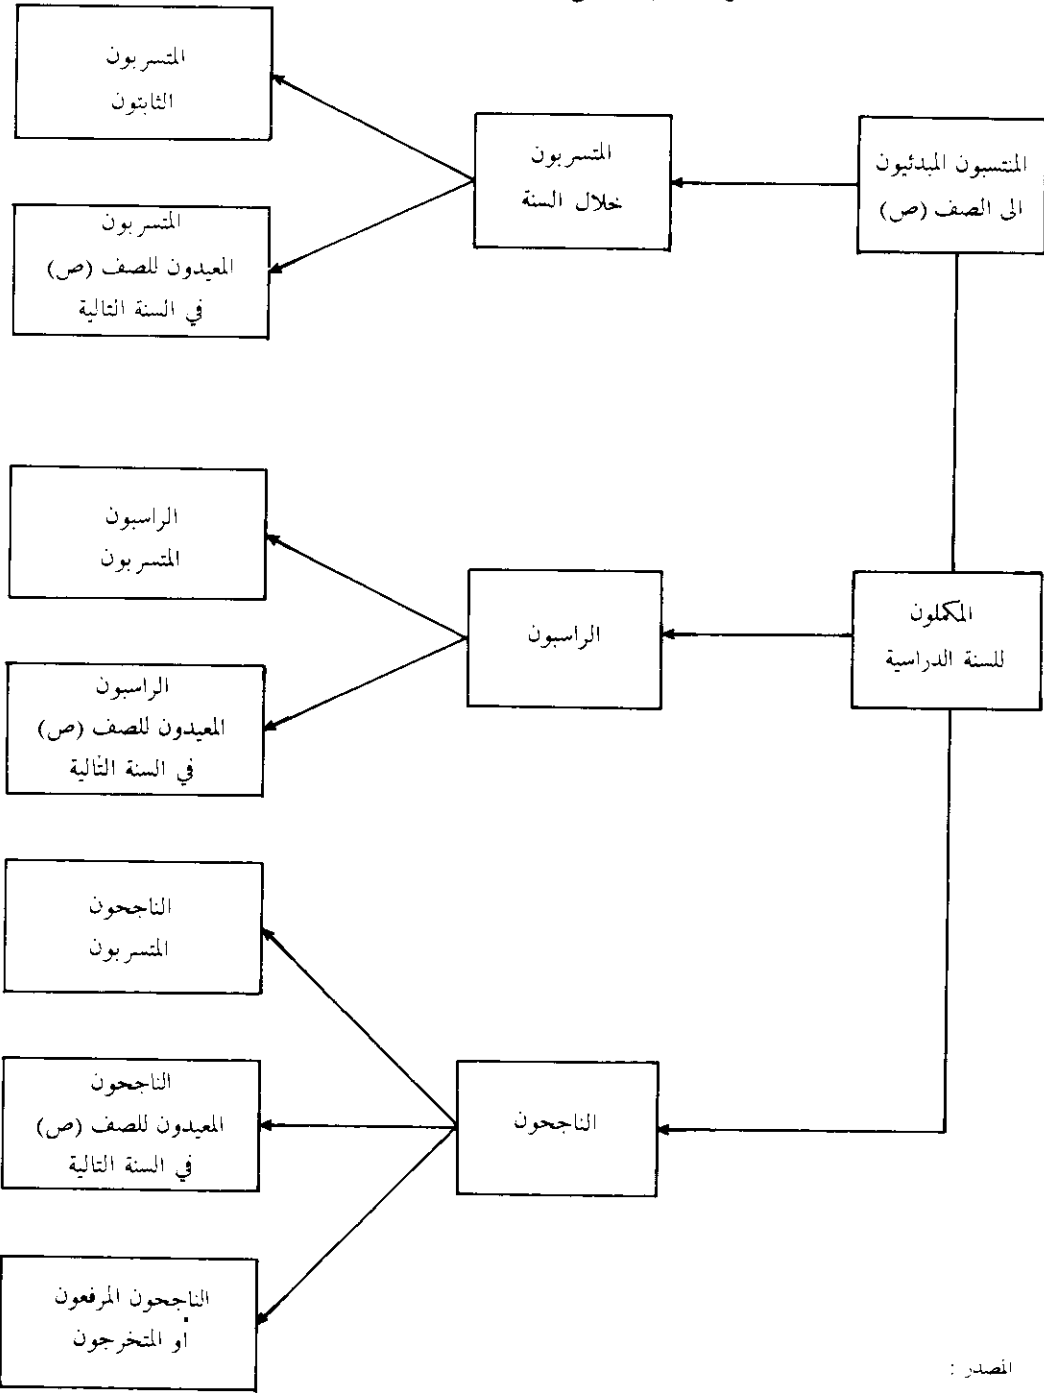 المنتسبون المبدئيون
الى الصف (ص)
المتسربون
خلال السنة
المتسربون
الثابتون
المتسربون
المعيدون للصف (ص)
في السنة التالية
المكملون
للسنة الدراسية
الراسبون
الراسبون
المتسربون
الراسبون
المعيدون للصف (ص)
في السنة التالية
الناجحون
الناجحون
المتسربون
الناجحون
المعيدون للصف (ص)
في السنة التالية
الناجحون المرفعون
أو المتخرجون
المصدر :